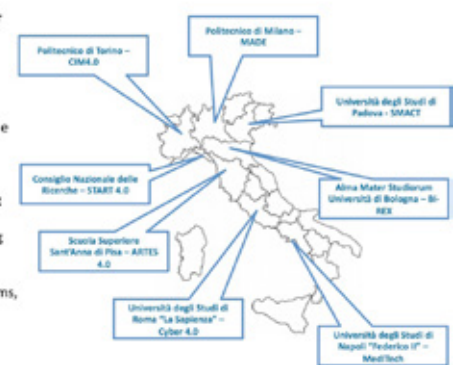 Politecnico di Milano –
MADE
Politecnico di Torino –
CIM4.0
Università degli Studi di
Padova - SMACT
Consiglio Nazionale delle
Ricerche – START 4.0
Alma Mater Studiorum
Università di Bologna – BI-
REX
Scuola Superiore
Sant'Anna di Pisa – ARTES
4.0
Università degli Studi di
Roma "La Sapienza" –
Cyber 4.0
Università degli Studi di
Napoli "Federico II" –
MediTech
ms,